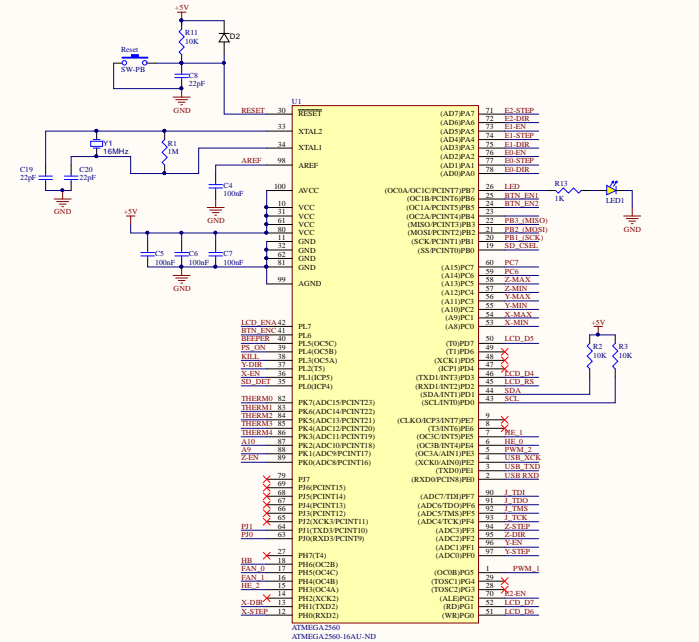 +5V
R11
10K
D2
Reset
SW-PB
C8
22pF
GND
U1
RESET 30 RESET (AD7)PA7 71 E2-STEP
(AD6)PA6 72 E2-DIR
33 XTAL2 (AD5)PA5 73 E1-EN
(AD4)PA4 74 E1-STEP
34 XTAL1 (AD3)PA3 75 E1-DIR
(AD2)PA2 76 E0-EN
AREF 98 AREF (AD1)PA1 77 E0-STEP
(AD0)PA0 78 E0-DIR
Y1
16MHz
R1
1M
C19
22pF
C20
22pF
GND
C4
100nF
GND
100 AVCC (OC0A/OC1C/PCINT7)PB7 26 LED
(OC1B/PCINT6)PB6 25 BTN_EN1
10 VCC (OC1A/PCINT5)PB5 24 BTN_EN2
31 VCC (OC2A/PCINT4)PB4 23
61 VCC (MISO/PCINT3)PB3 22 PB3_(MISO)
80 VCC (MOSI/PCINT2)PB2 21 PB2_(MOSI)
11 GND (SCK/PCINT1)PB1 20 PB1_(SCK)
32 GND (SS/PCINT0)PB0 19 SD_CSEL
62 GND
81 GND (A15)PC7 60 PC7
(A14)PC6 59 PC6
99 AGND (A13)PC5 58 Z-MAX
(A12)PC4 57 Z-MIN
(A11)PC3 56 Y-MAX
(A10)PC2 55 Y-MIN
(A9)PC1 54 X-MAX
(A8)PC0 53 X-MIN
R13
1K
LED1
GND
+5V
C5
100nF
C6
100nF
C7
100nF
GND
LCD_ENA 42 PL7
BTN_ENC 41 PL6
BEEPER 40 PL5(OC5C) (T0)PD7 50 LCD_D5
PS_ON 39 PL4(OC5B) (T1)PD6 49
KILL 38 PL3(OC5A) (XCK1)PD5 48
Y-DIR 37 PL2(T5) (ICP1)PD4 47
X-EN 36 PL1(ICP5) (TXD1/INT3)PD3 46 LCD_D4
SD_DET 35 PL0(ICP4) (RXD1/INT2)PD2 45 LCD_RS
(SDA/INT1)PD1 44 SDA
(SCL/INT0)PD0 43 SCL
+5V
R2
10K
R3
10K
THERM0 82 PK7(ADC15/PCINT23)
THERM1 83 PK6(ADC14/PCINT22)
THERM2 84 PK5(ADC13/PCINT21) (CLKO/ICP3/INT7)PE7 9
THERM3 85 PK4(ADC12/PCINT20) (T3/INT6)PE6 8
THERM4 86 PK3(ADC11/PCINT19) (OC3C/INT5)PE5 7 HE_1
A10 87 PK2(ADC10/PCINT18) (OC3B/INT4)PE4 6 HE_0
A9 88 PK1(ADC9/PCINT17) (OC3A/AIN1)PE3 5 PWM_2
Z-EN 89 PK0(ADC8/PCINT16) (XCK0/AIN0)PE2 4 USB_XCK
(TXD0)PE1 3 USB_TXD
(RXD0/PCIN8)PE0 2 USB RXD
79 PJ7
69 PJ6(PCINT15)
68 PJ5(PCINT14) (ADC7/TDI)PF7 90 J_TDI
67 PJ4(PCINT13) (ADC6/TDO)PF6 91 J_TDO
66 PJ3(PCINT12) (ADC5/TMS)PF5 92 J_TMS
65 PJ2(XCK3/PCINT11) (ADC4/TCK)PF4 93 J_TCK
PJ1 64 PJ1(TXD3/PCINT10) (ADC3)PF3 94 Z-STEP
PJ0 63 PJ0(RXD3/PCINT9) (ADC2)PF2 95 Z-DIR
(ADC1)PF1 96 Y-EN
27 PH7(T4) (ADC0)PF0 97 Y-STEP
HB 18 PH6(OC2B)
FAN_0 17 PH5(OC4C) (OC0B)PG5 1 PWM_1
FAN_1 16 PH4(OC4B) (TOSC1)PG4 29
HE_2 15 PH3(OC4A) (TOSC2)PG3 28
14 PH2(XCK2) (ALE)PG2 70 E2-EN
X-DIR 13 PH1(TXD2) (RD)PG1 52 LCD_D7
X-STEP 12 PH0(RXD2) (WR)PG0 51 LCD_D6
ATMEGA2560
ATMEGA2560-16AU-ND